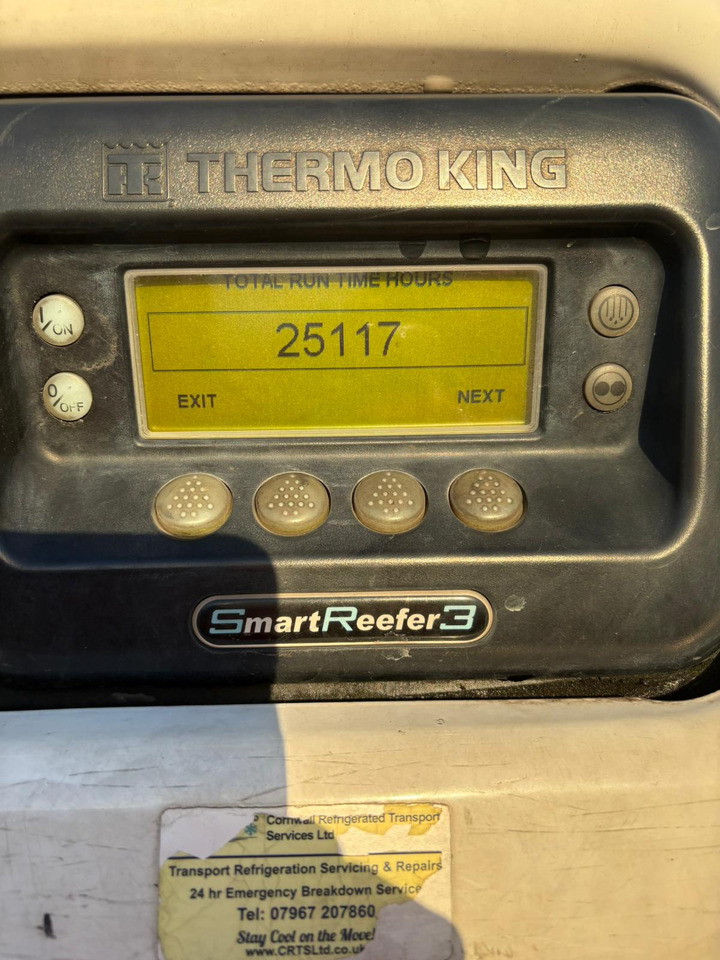 TK THERMO KING
TOTAL RUN TIME HOURS
I/ON
25117
O/OFF
EXIT NEXT
SmartReefer3
Cornwall Refrigerated Transport
Services Ltd
Transport Refrigeration Servicing & Repairs
24 hr Emergency Breakdown Service
Tel: 07967 207860
Stay Cool on the Move!
www.CRTSLtd.co.uk